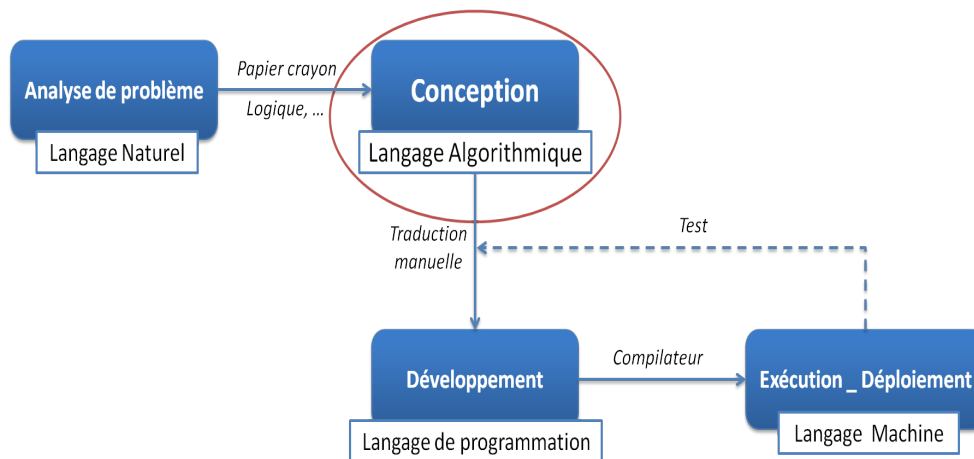 Analyse de problème
Langage Naturel
Papier crayon
Logique, ...
Conception
Langage Algorithmique
Traduction
manuelle
Test
Développement
Langage de programmation
Compilateur
Exécution _ Déploiement
Langage Machine